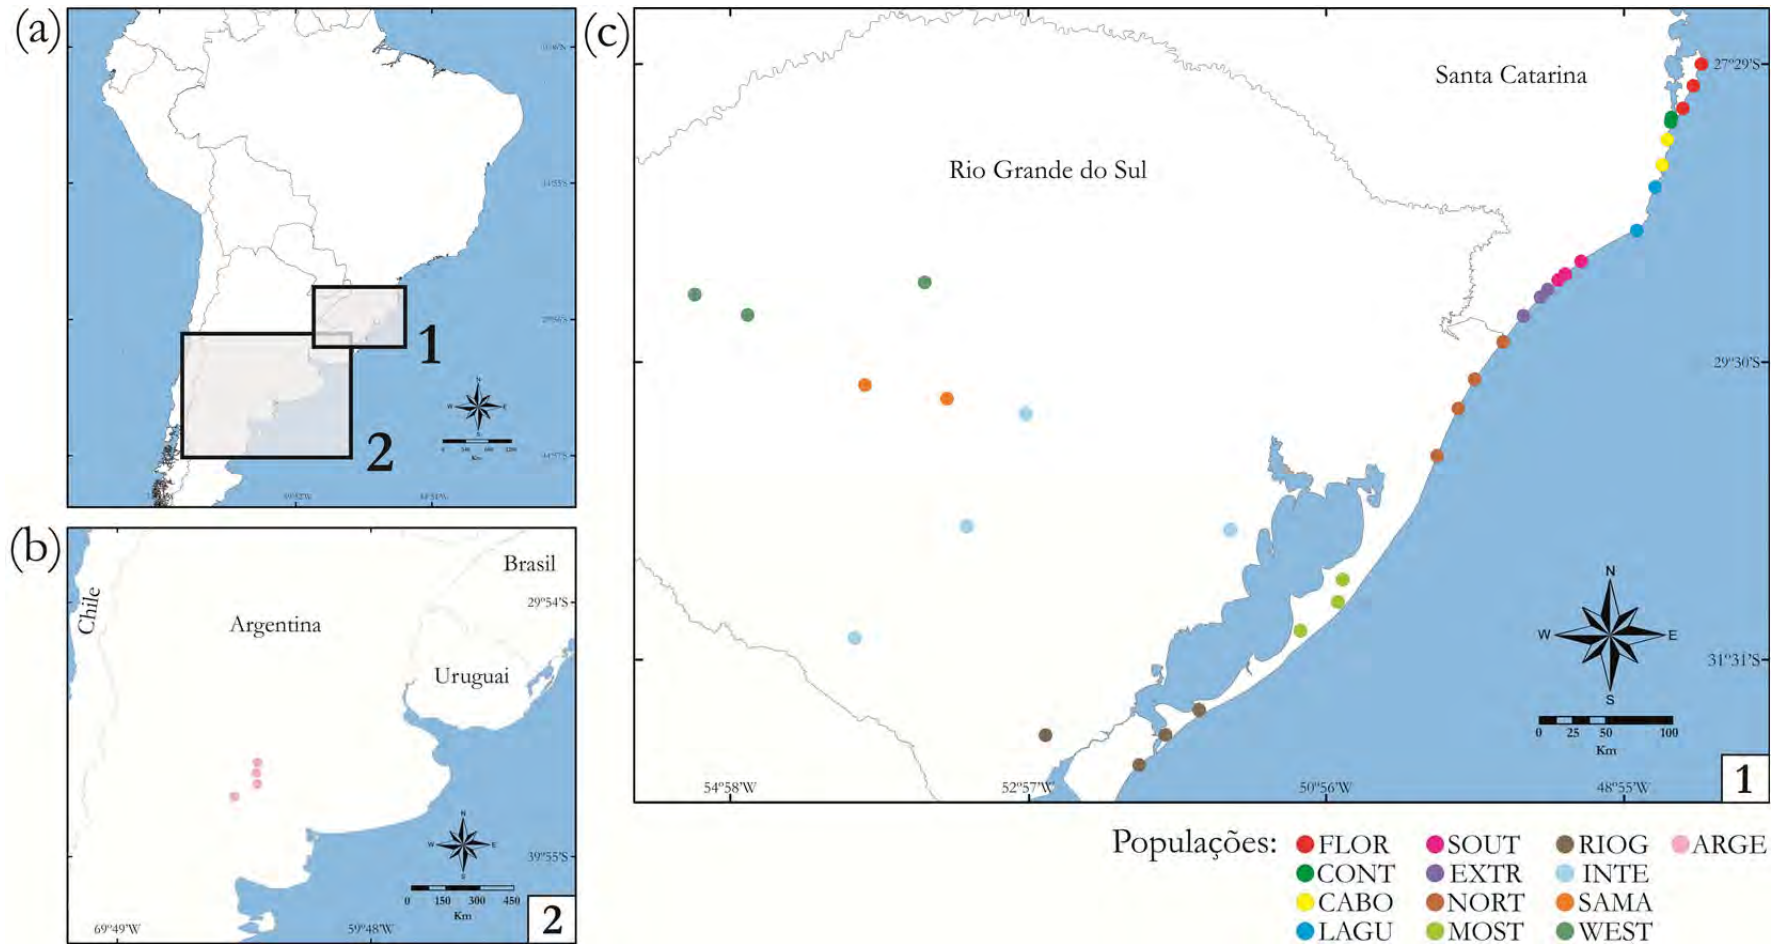 (a)
1
2
N
W
E
S
Km
(b)
Brasil
29°54'S
Chile
Argentina
Uruguai
N
W
E
S
39°55'S
0 150 300 450
Km
69°49'W
59°48'W
2
(c)
27°29'S
Santa Catarina
Rio Grande do Sul
29°30'S
N
W
E
S
31°31'S
0 25 50 100
Km
54°58'W
52°57'W
50°56'W
48°55'W
1
Populações:
FLOR SOUT RIOG ARGE
CONT EXTR INTE
CABO NORT SAMA
LAGU MOST WEST